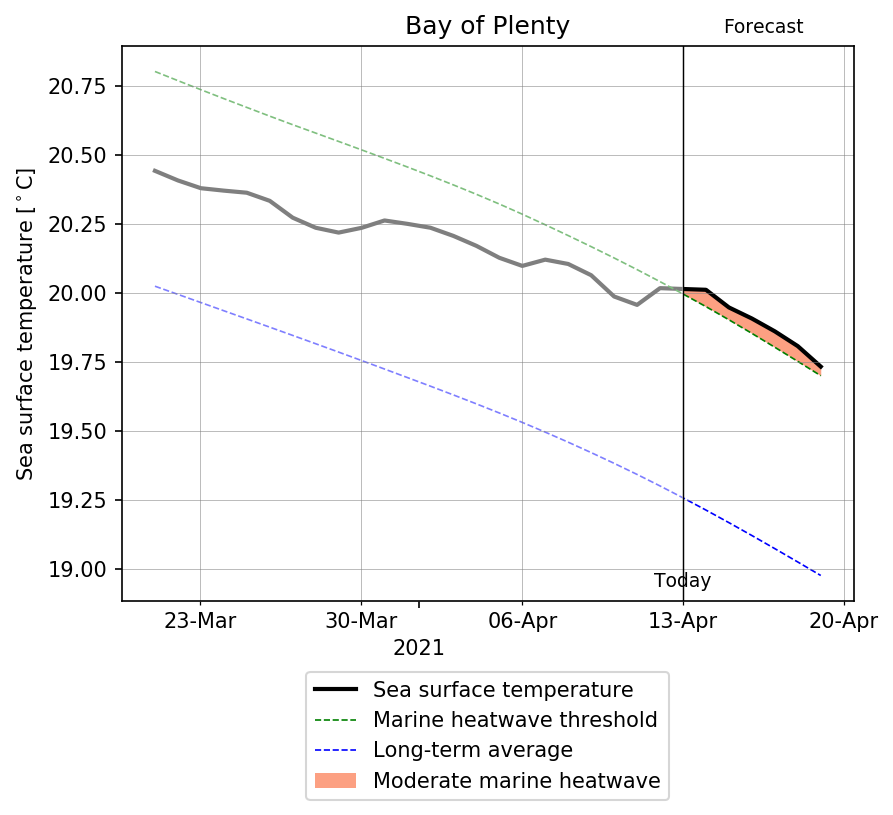 Bay of Plenty
Forecast
Sea surface temperature [°C]
20.75
20.50
20.25
20.00
19.75
19.50
19.25
19.00
Today
23-Mar
30-Mar
06-Apr
13-Apr
20-Apr
2021
Sea surface temperature
Marine heatwave threshold
Long-term average
Moderate marine heatwave